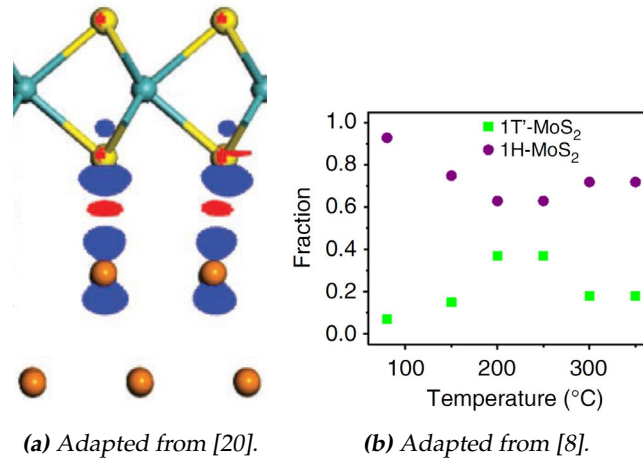 1T'-MoS2
1H-MoS2
1.0
0.8
0.6
0.4
0.2
0.0
Fraction
100
200
300
Temperature (°C)
(a) Adapted from [20].
(b) Adapted from [8].